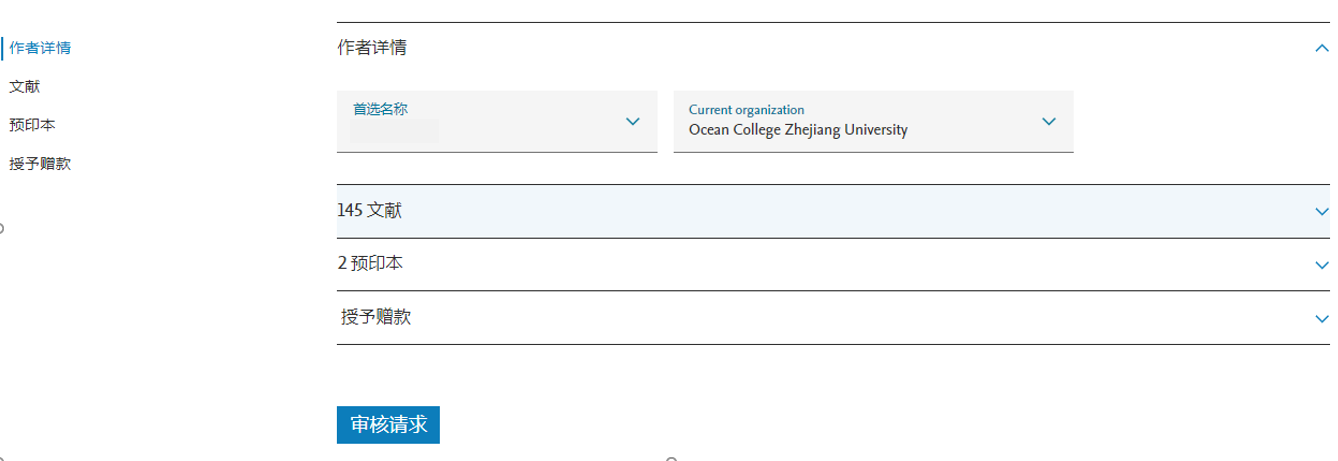 作者详情
文献
预印本
授予赠款
作者详情
首选名称
Current organization
Ocean College Zhejiang University
145 文献
2 预印本
授予赠款
审核请求